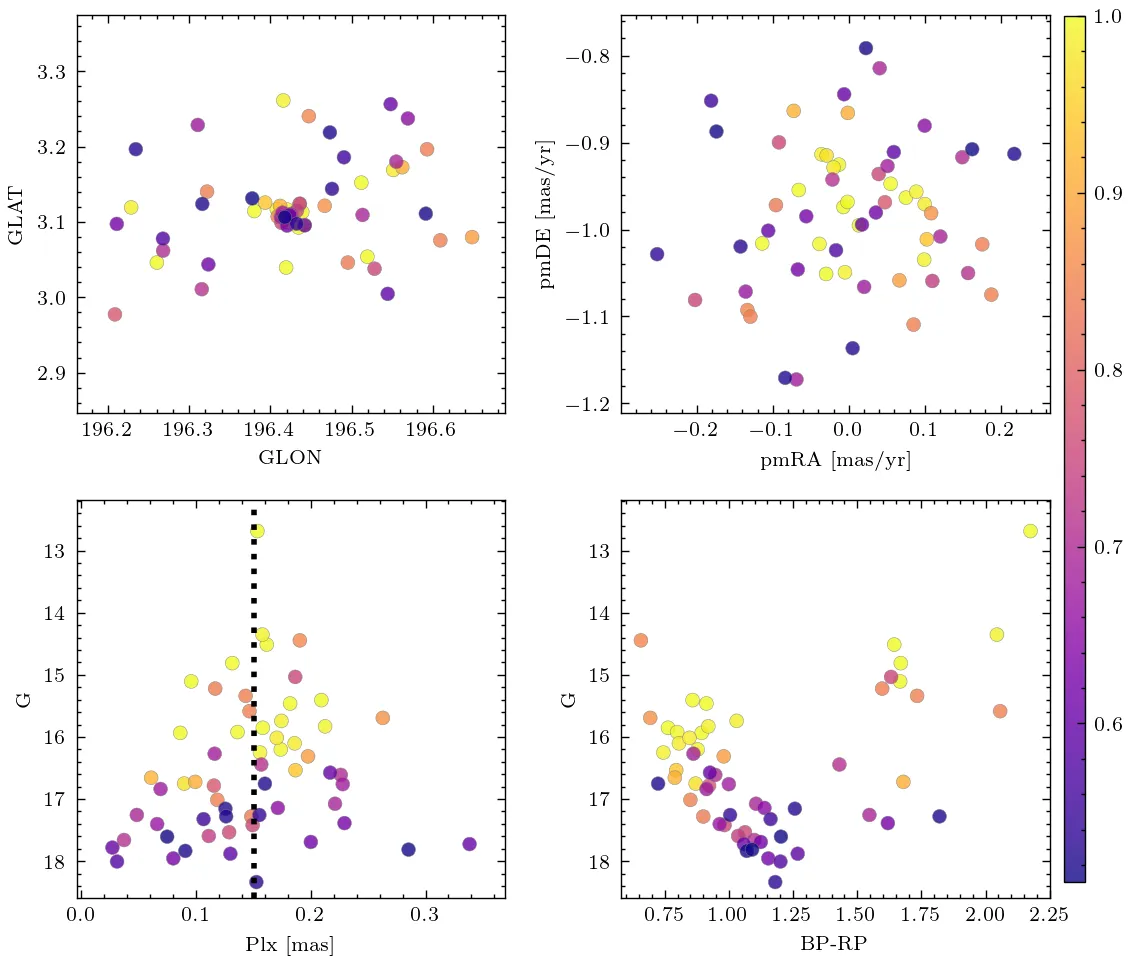 3.3
3.2
3.1
3.0
2.9
GLAT
196.2 196.3 196.4 196.5 196.6
GLON
−0.8
−0.9
−1.0
−1.1
−1.2
pmDE [mas/yr]
−0.2 −0.1 0.0 0.1 0.2
pmRA [mas/yr]
1.0
0.9
0.8
0.7
0.6
13
14
15
16
17
18
G
0.0 0.1 0.2 0.3
Plx [mas]
13
14
15
16
17
18
G
0.75 1.00 1.25 1.50 1.75 2.00 2.25
BP-RP